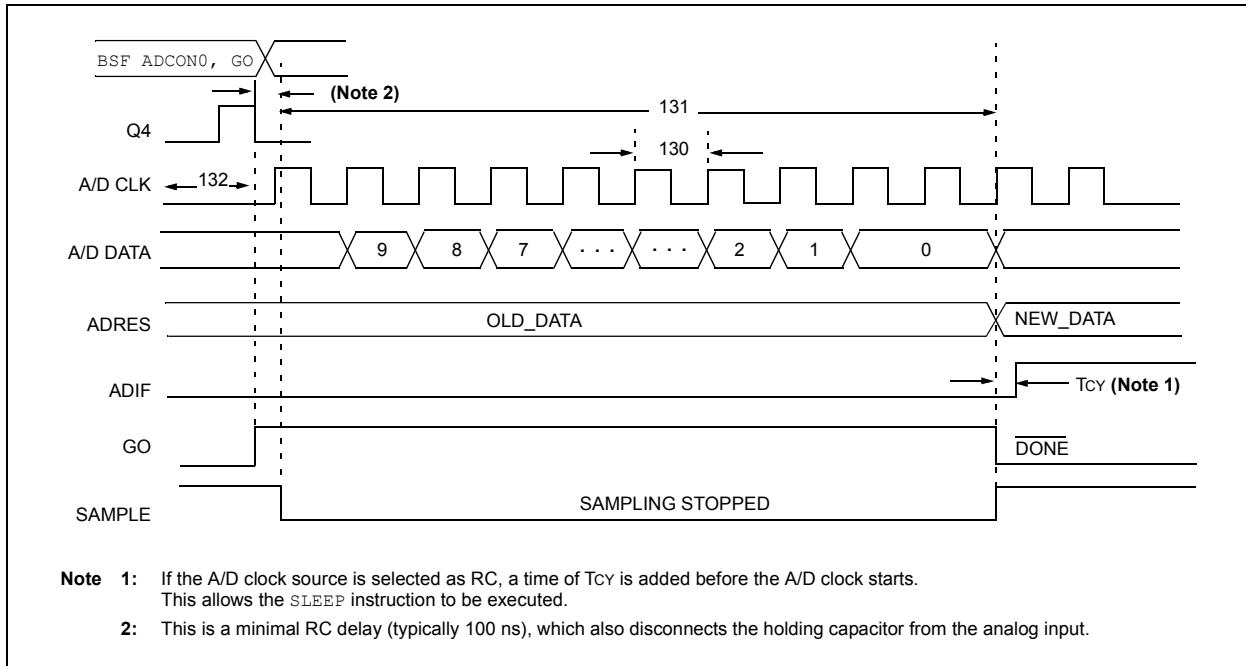 BSF ADCON0, GO
(Note 2)
131
Q4
130
A/D CLK
132
A/D DATA
9 8 7 . . . . . . 2 1 0
ADRES
OLD_DATA
NEW_DATA
ADIF
TCY (Note 1)
GO
DONE
SAMPLE
SAMPLING STOPPED
Note 1: If the A/D clock source is selected as RC, a time of TCY is added before the A/D clock starts.
This allows the SLEEP instruction to be executed.
2: This is a minimal RC delay (typically 100 ns), which also disconnects the holding capacitor from the analog input.